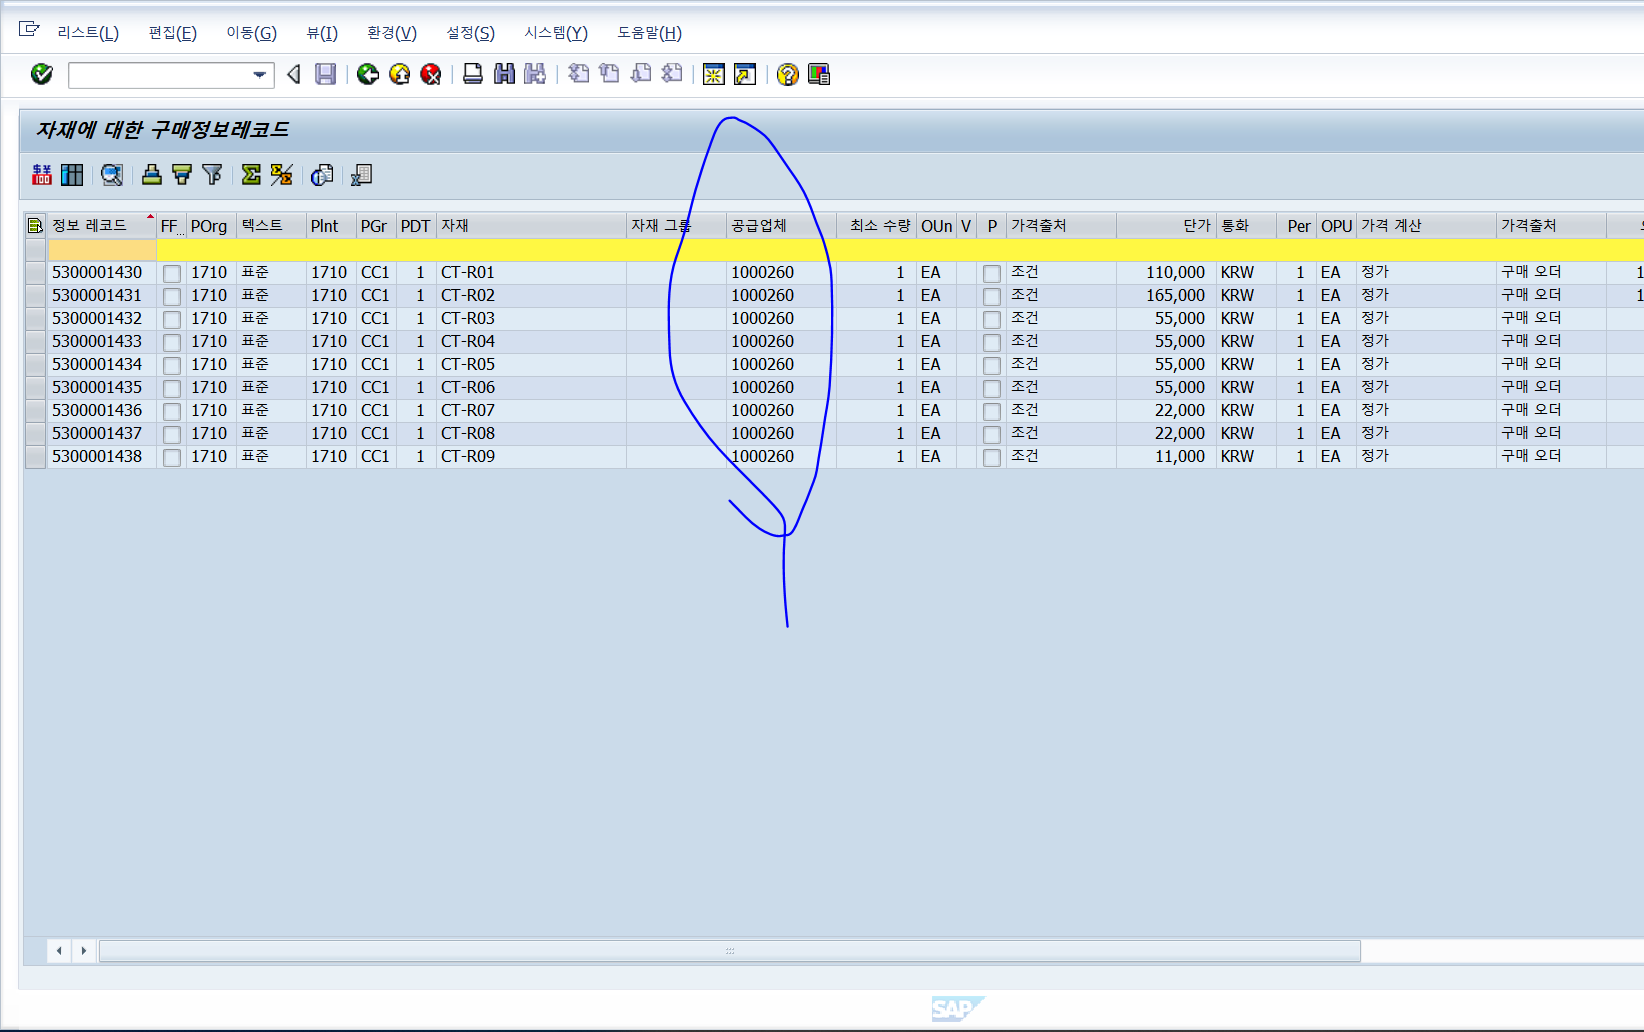 리스트(L) 편집(E) 이동(G) 뷰(I) 환경(V) 설정(S) 시스템(Y) 도움말(H)
자재에 대한 구매정보레코드
정보 레코드 FF... POrg 텍스트 Plnt PGr PDT 자재 자재 그룹 공급업체 최소 수량 OUn V P 가격출처 단가 통화 Per OPU 가격 계산 가격출처
5300001430 1710 표준 1710 CC1 1 CT-R01 1000260 1 EA 조건 110,000 KRW 1 EA 정가 구매 오더 1
5300001431 1710 표준 1710 CC1 1 CT-R02 1000260 1 EA 조건 165,000 KRW 1 EA 정가 구매 오더 1
5300001432 1710 표준 1710 CC1 1 CT-R03 1000260 1 EA 조건 55,000 KRW 1 EA 정가 구매 오더
5300001433 1710 표준 1710 CC1 1 CT-R04 1000260 1 EA 조건 55,000 KRW 1 EA 정가 구매 오더
5300001434 1710 표준 1710 CC1 1 CT-R05 1000260 1 EA 조건 55,000 KRW 1 EA 정가 구매 오더
5300001435 1710 표준 1710 CC1 1 CT-R06 1000260 1 EA 조건 55,000 KRW 1 EA 정가 구매 오더
5300001436 1710 표준 1710 CC1 1 CT-R07 1000260 1 EA 조건 22,000 KRW 1 EA 정가 구매 오더
5300001437 1710 표준 1710 CC1 1 CT-R08 1000260 1 EA 조건 22,000 KRW 1 EA 정가 구매 오더
5300001438 1710 표준 1710 CC1 1 CT-R09 1000260 1 EA 조건 11,000 KRW 1 EA 정가 구매 오더
SAP